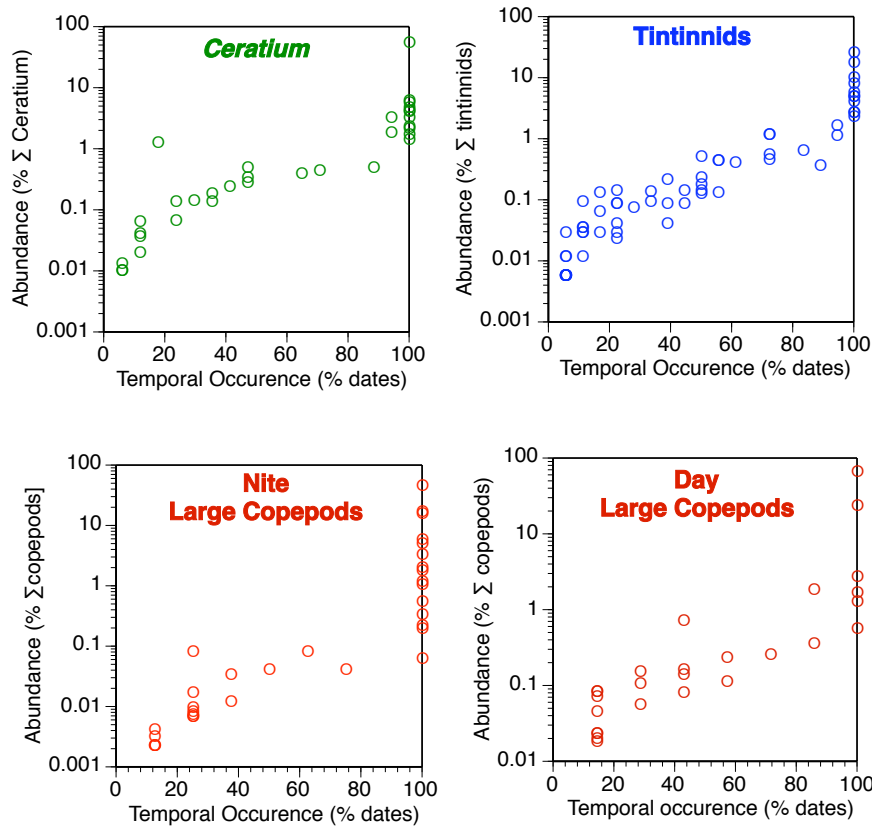 Ceratium
Abundance (% Σ Ceratium)
100
10
1
0.1
0.01
0.001
0 20 40 60 80 100
Temporal Occurence (% dates)
Tintinnids
Abundance (% Σ tintinnids)
100
10
1
0.1
0.01
0.001
0 20 40 60 80 100
Temporal Occurence (% dates)
Nite
Large Copepods
Abundance (% Σcopepods]
100
10
1
0.1
0.01
0.001
0 20 40 60 80 100
Temporal Occurence (% dates)
Day
Large Copepods
Abundance (% Σ copepods)
100
10
1
0.1
0.01
0 20 40 60 80 100
Temporal occurence (% dates)